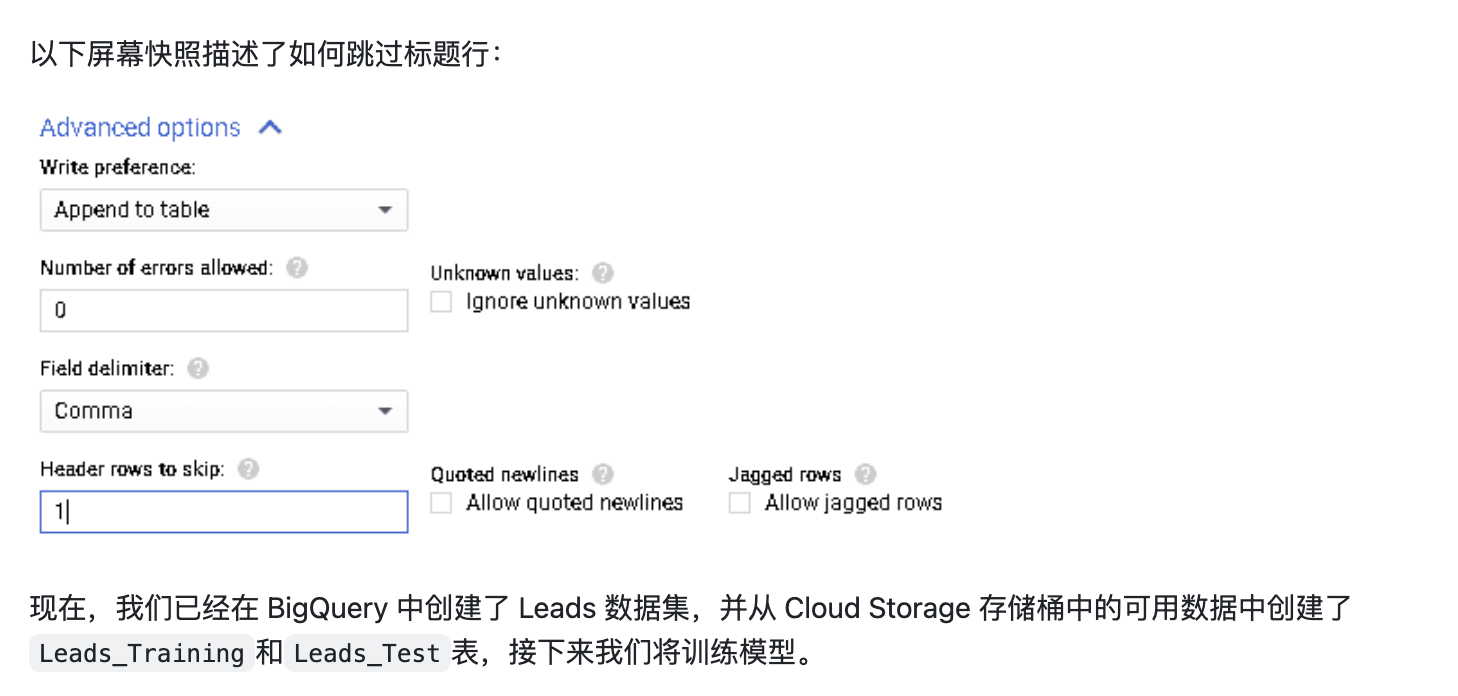 以下屏幕快照描述了如何跳过标题行：
Advanced options
Write preference:
Append to table
Number of errors allowed: ?
Unknown values: ?
0
Ignore unknown values
Field delimiter: ?
Comma
Header rows to skip: ?
Quoted newlines ?
Jagged rows ?
1
Allow quoted newlines
Allow jagged rows
现在，我们已经在 BigQuery 中创建了 Leads 数据集，并从 Cloud Storage 存储桶中的可用数据中创建了
Leads_Training 和 Leads_Test 表，接下来我们将训练模型。